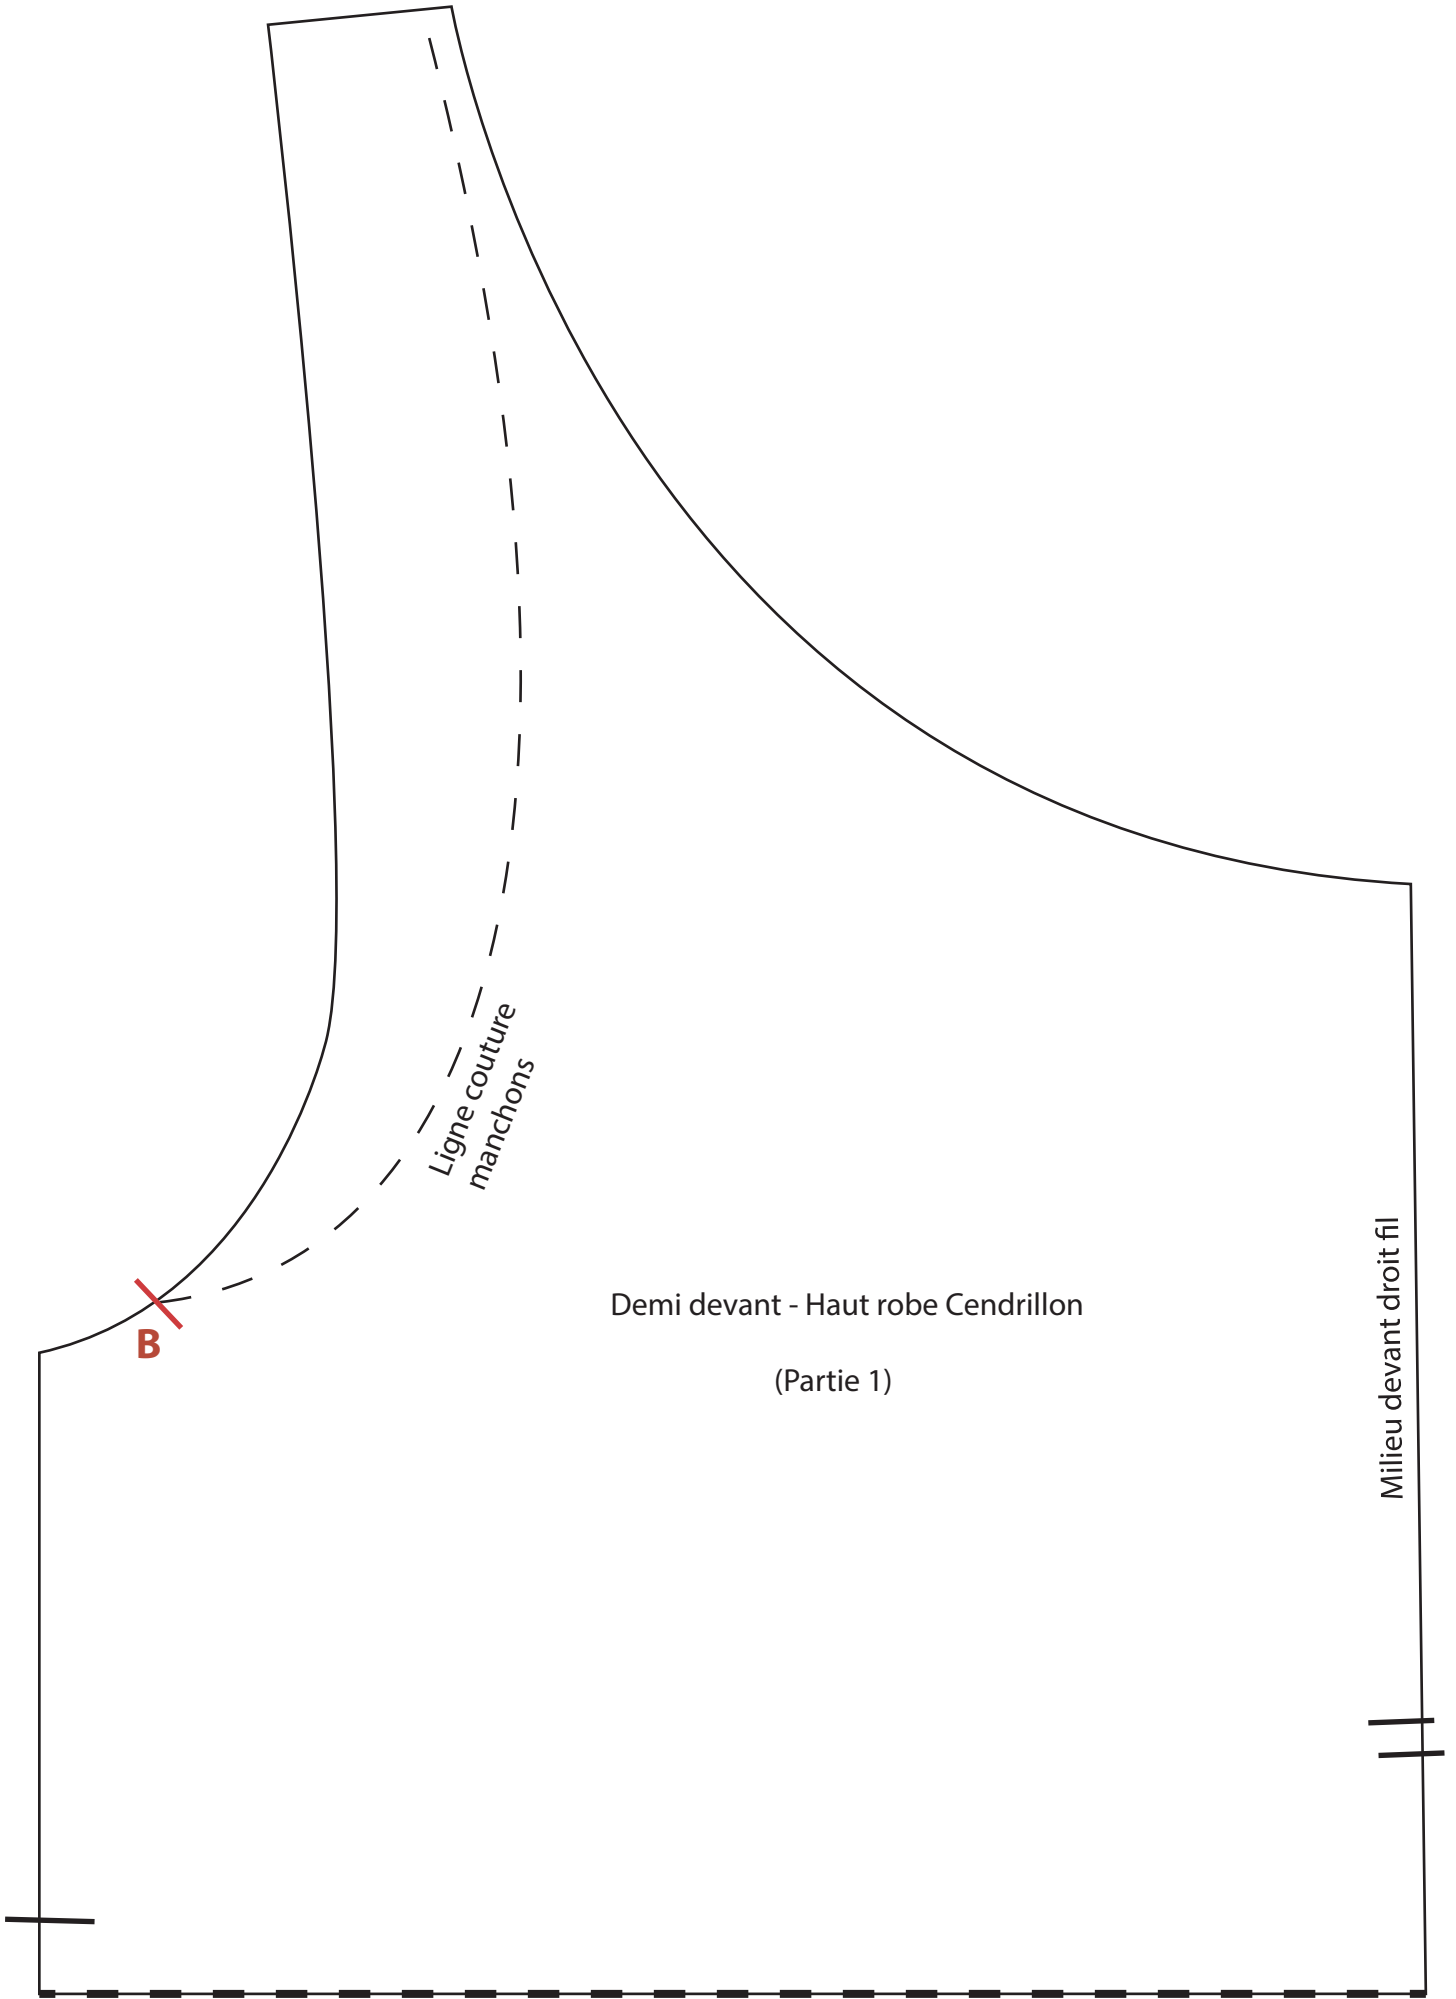 Ligne couture
manchons
B
Demi devant - Haut robe Cendrillon
(Partie 1)
Milieu devant droit fil